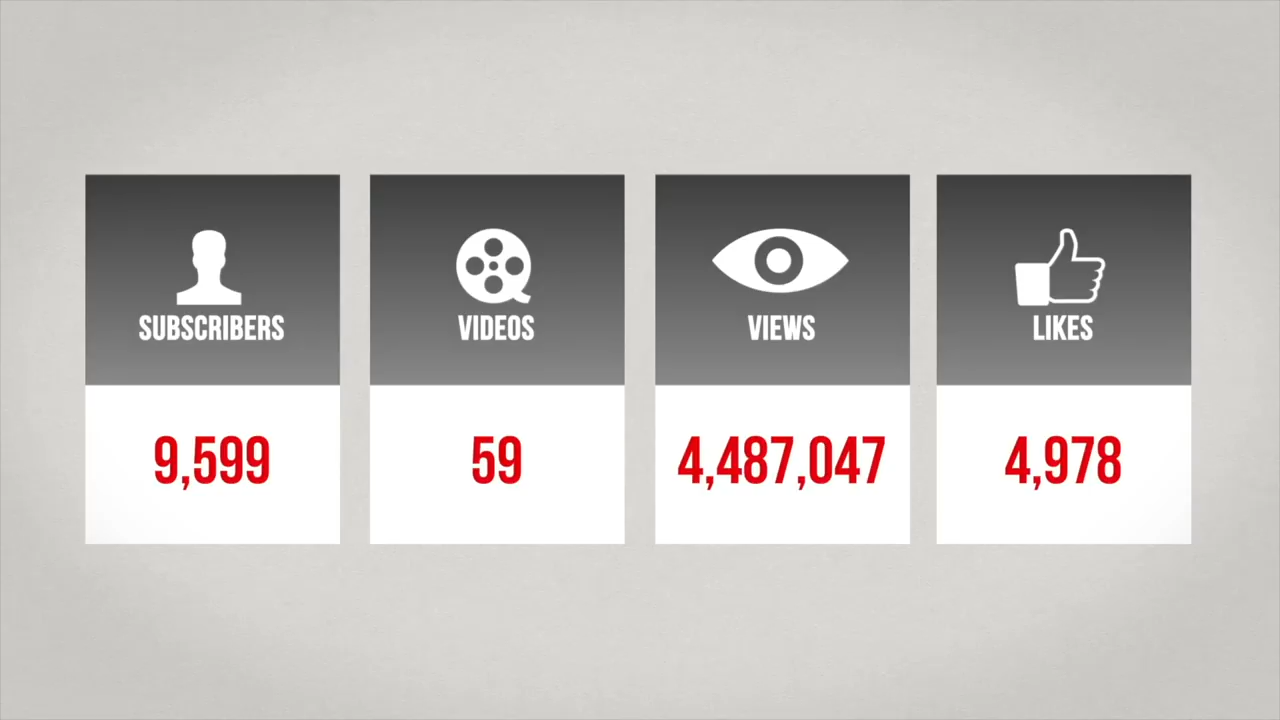 SUBSCRIBERS
9,599
VIDEOS
59
VIEWS
4,487,047
LIKES
4,978